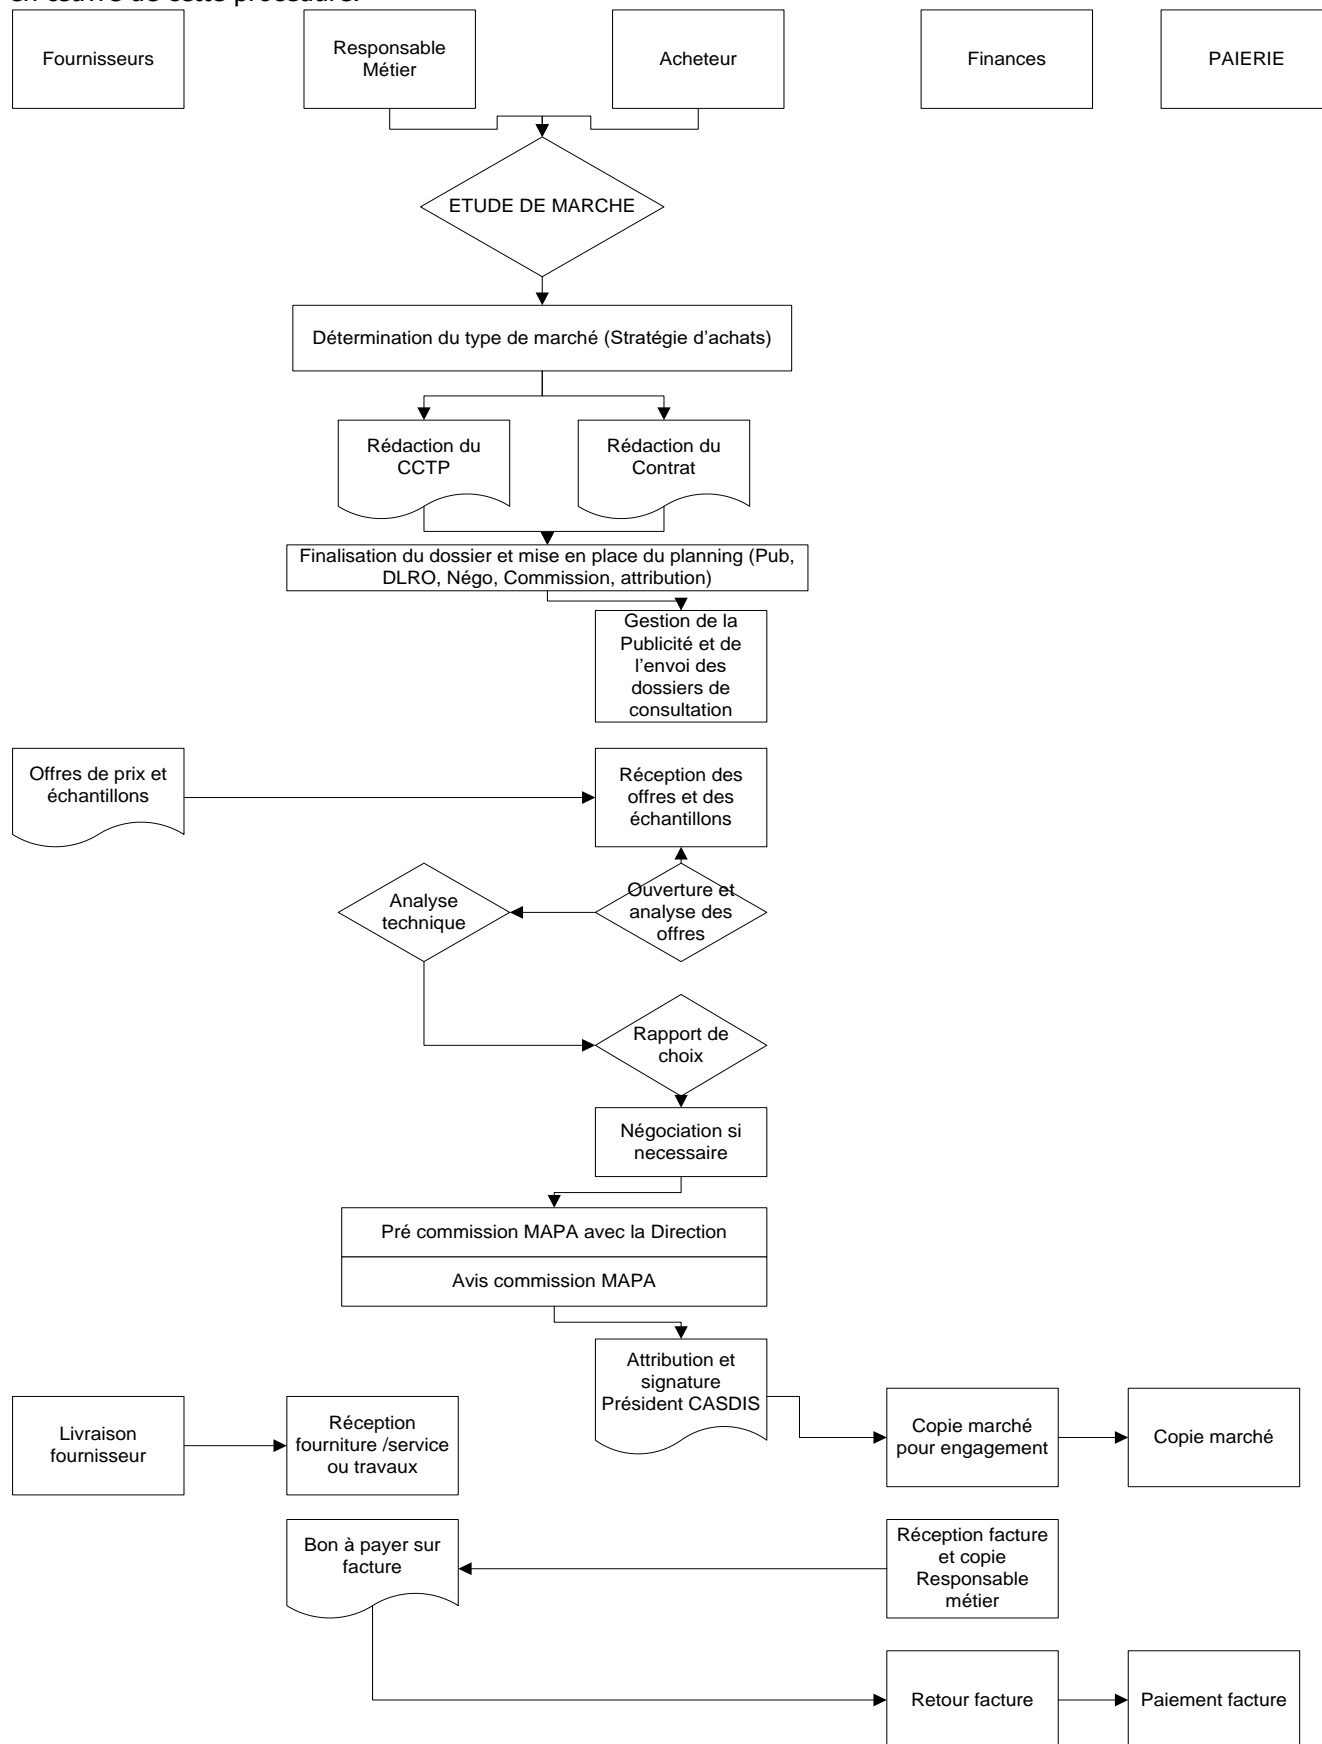 en œuvre de cette procédure.
Fournisseurs
Responsable
Métier
Acheteur
Finances
PAIERIE
ETUDE DE MARCHE
Détermination du type de marché (Stratégie d'achats)
Rédaction du
CCTP
Rédaction du
Contrat
Finalisation du dossier et mise en place du planning (Pub,
DLRO, Négo, Commission, attribution)
Gestion de la
Publicité et de
l'envoi des
dossiers de
consultation
Offres de prix et
échantillons
Réception des
offres et des
échantillons
Analyse
technique
Ouverture et
analyse des
offres
Rapport de
choix
Négociation si
necessaire
Pré commission MAPA avec la Direction
Avis commission MAPA
Attribution et
signature
Président CASDIS
Livraison
fournisseur
Réception
fourniture /service
ou travaux
Copie marché
pour engagement
Copie marché
Bon à payer sur
facture
Réception facture
et copie
Responsable
métier
Retour facture
Paiement facture